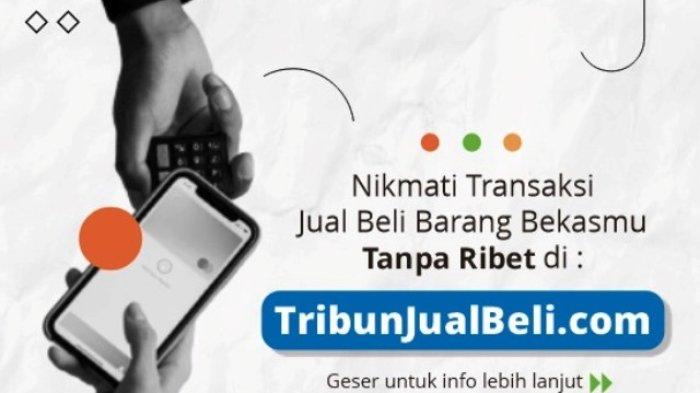 Nikmati Transaksi
Jual Beli Barang Bekasmu
Tanpa Ribet di :
TribunJualBeli.com
Geser untuk info lebih lanjut